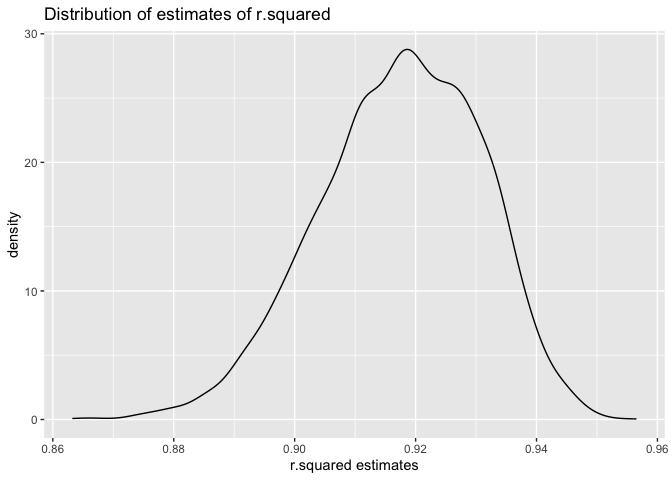 Distribution of estimates of r.squared
30
20
10
0
density
0.86 0.88 0.90 0.92 0.94 0.96
r.squared estimates